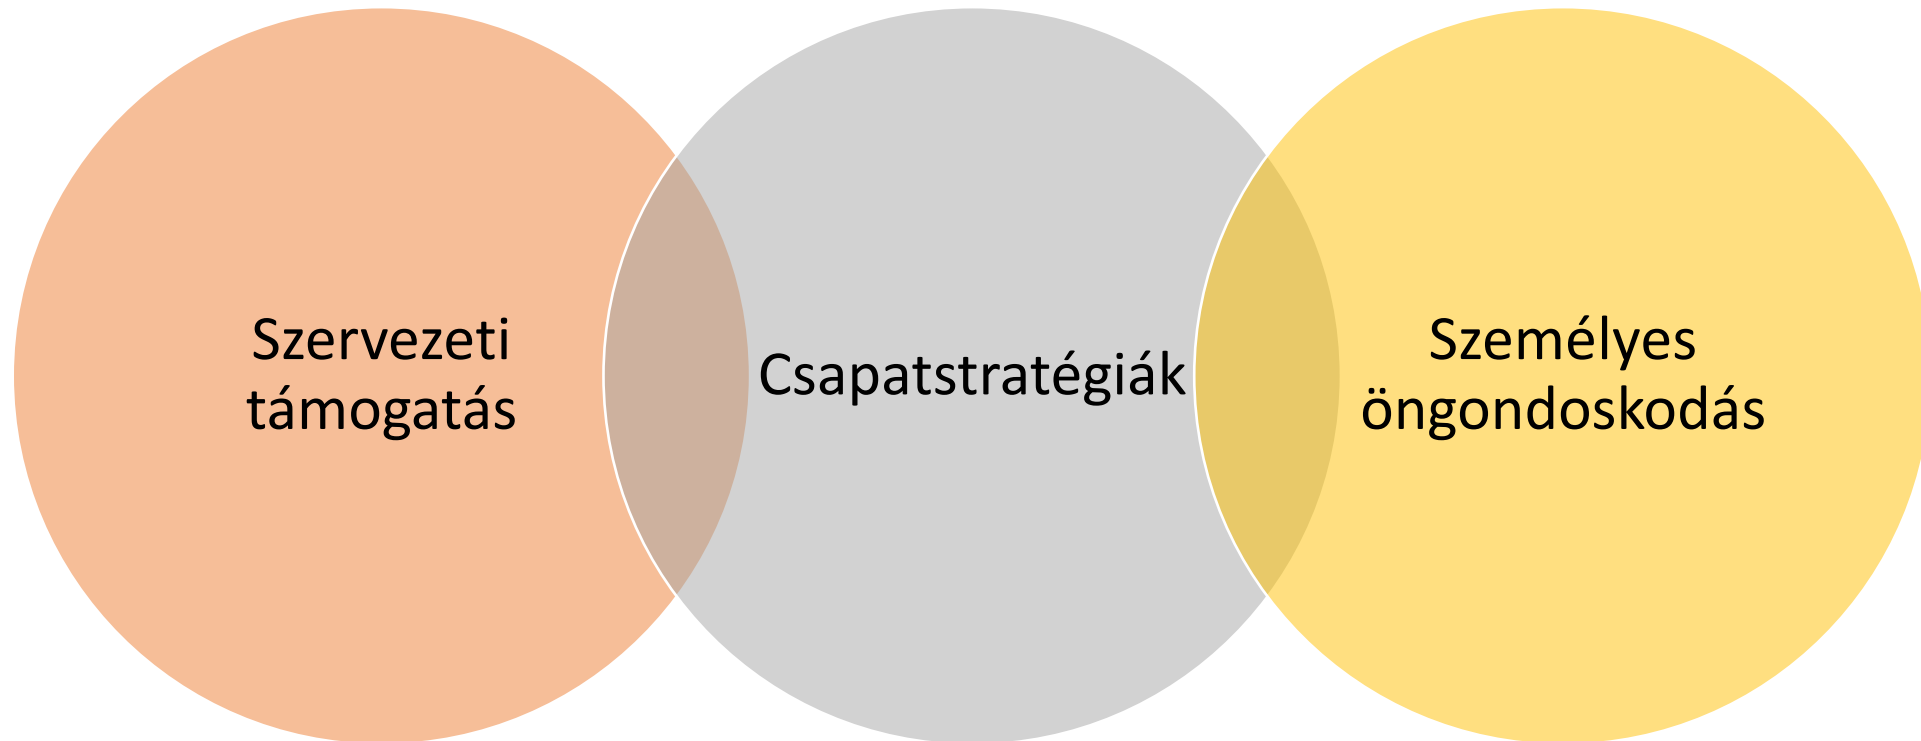 Szervezeti
támogatás
Csapatstratégiák
Személyes
öngondoskodás